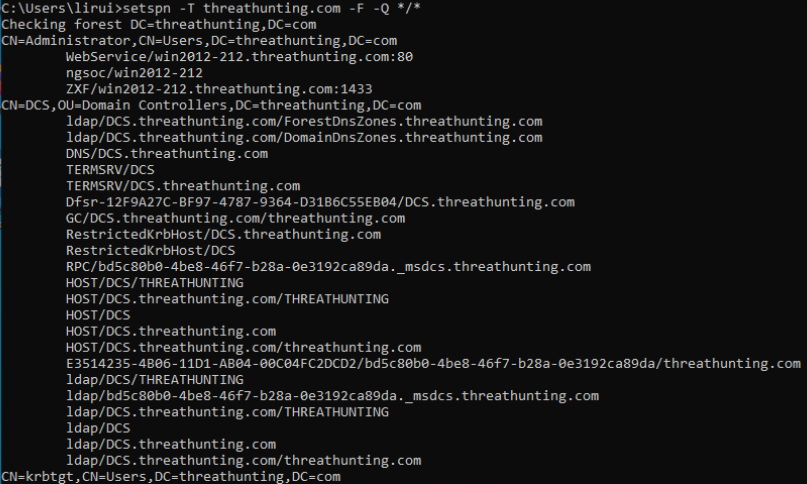 C:\Users\lirui>setspn -T threathunting.com -F -Q */*
Checking forest DC=threathunting,DC=com
CN=Administrator,CN=Users,DC=threathunting,DC=com
WebService/win2012-212.threathunting.com:80
ngsoc/win2012-212
ZXF/win2012-212.threathunting.com:1433
CN=DCS,OU=Domain Controllers,DC=threathunting,DC=com
ldap/DCS.threathunting.com/ForestDnsZones.threathunting.com
ldap/DCS.threathunting.com/DomainDnsZones.threathunting.com
DNS/DCS.threathunting.com
TERMSRV/DCS
TERMSRV/DCS.threathunting.com
Dfsr-12F9A27C-BF97-4787-9364-D31B6C55EB04/DCS.threathunting.com
GC/DCS.threathunting.com/threathunting.com
RestrictedKrbHost/DCS.threathunting.com
RestrictedKrbHost/DCS
RPC/bd5c80b0-4be8-46f7-b28a-0e3192ca89da._msdcs.threathunting.com
HOST/DCS/THREATHUNTING
HOST/DCS.threathunting.com/THREATHUNTING
HOST/DCS
HOST/DCS.threathunting.com
HOST/DCS.threathunting.com/threathunting.com
E3514235-4B06-11D1-AB04-00C04FC2DCD2/bd5c80b0-4be8-46f7-b28a-0e3192ca89da/threathunting.com
ldap/DCS/THREATHUNTING
ldap/bd5c80b0-4be8-46f7-b28a-0e3192ca89da._msdcs.threathunting.com
ldap/DCS.threathunting.com/THREATHUNTING
ldap/DCS
ldap/DCS.threathunting.com
ldap/DCS.threathunting.com/threathunting.com
CN=krbtgt,CN=Users,DC=threathunting,DC=com